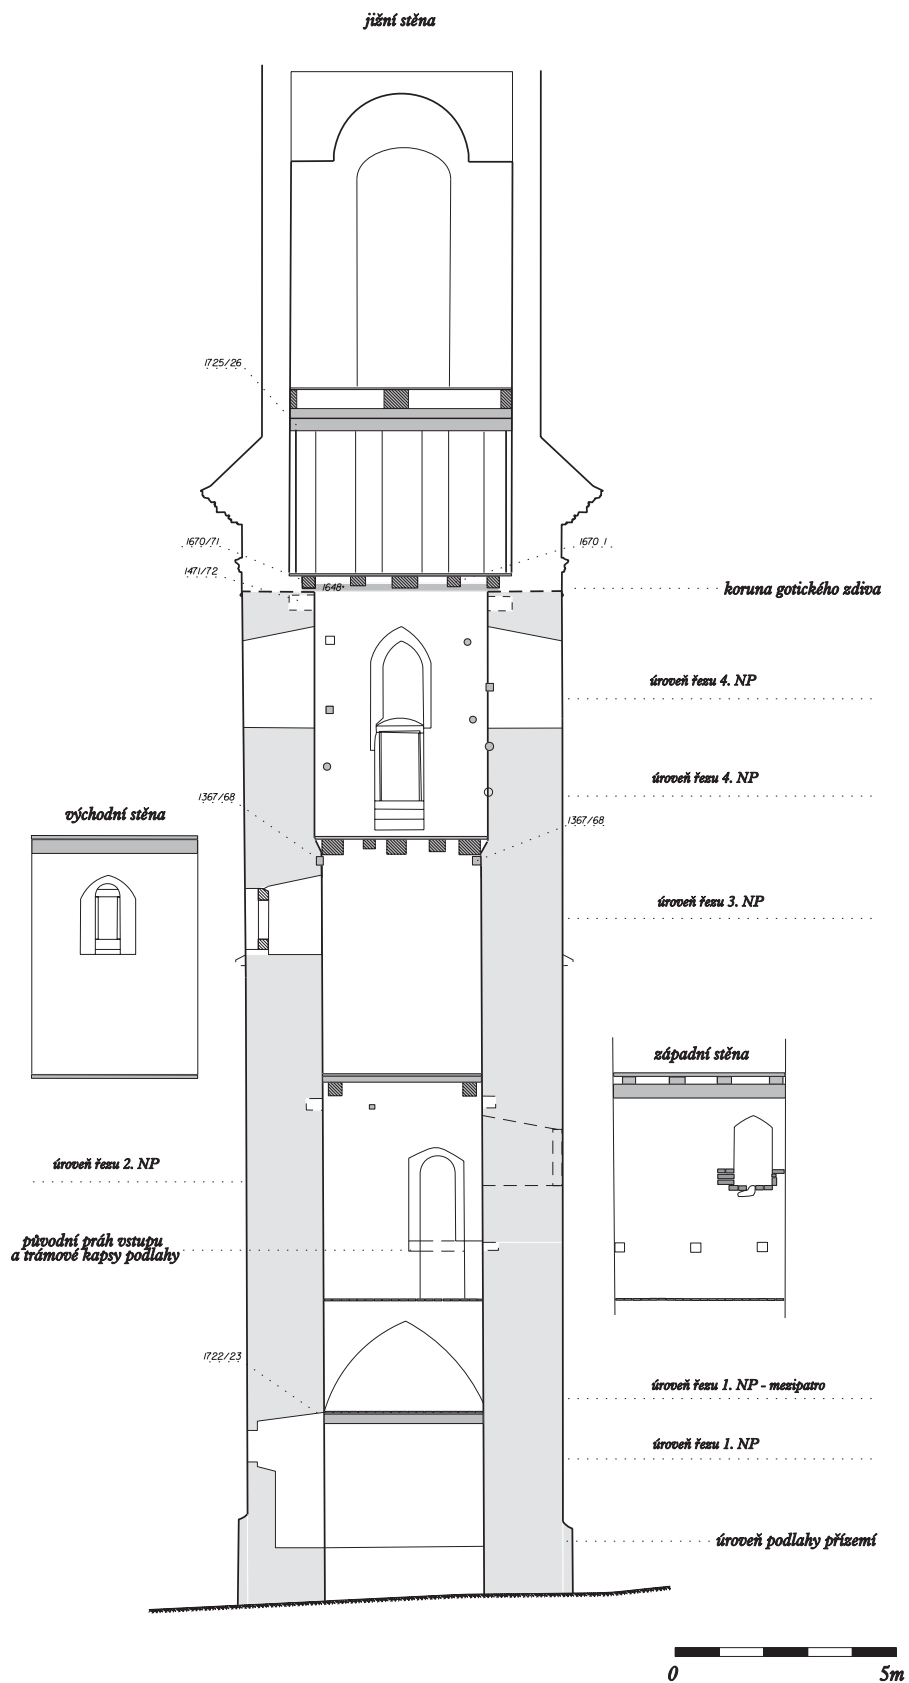 jižní stěna
1725/26
1670/71
1670 1
1471/72
1648
koruna gotického zdiva
úroveň řezu 4. NP
úroveň řezu 4. NP
1367/68
východní stěna
1367/68
úroveň řezu 3. NP
západní stěna
úroveň řezu 2. NP
původní práh vstupu
a trámové kapsy podlahy
1722/23
úroveň řezu 1. NP - mezipatro
úroveň řezu 1. NP
úroveň podlahy přízemí
0 5m